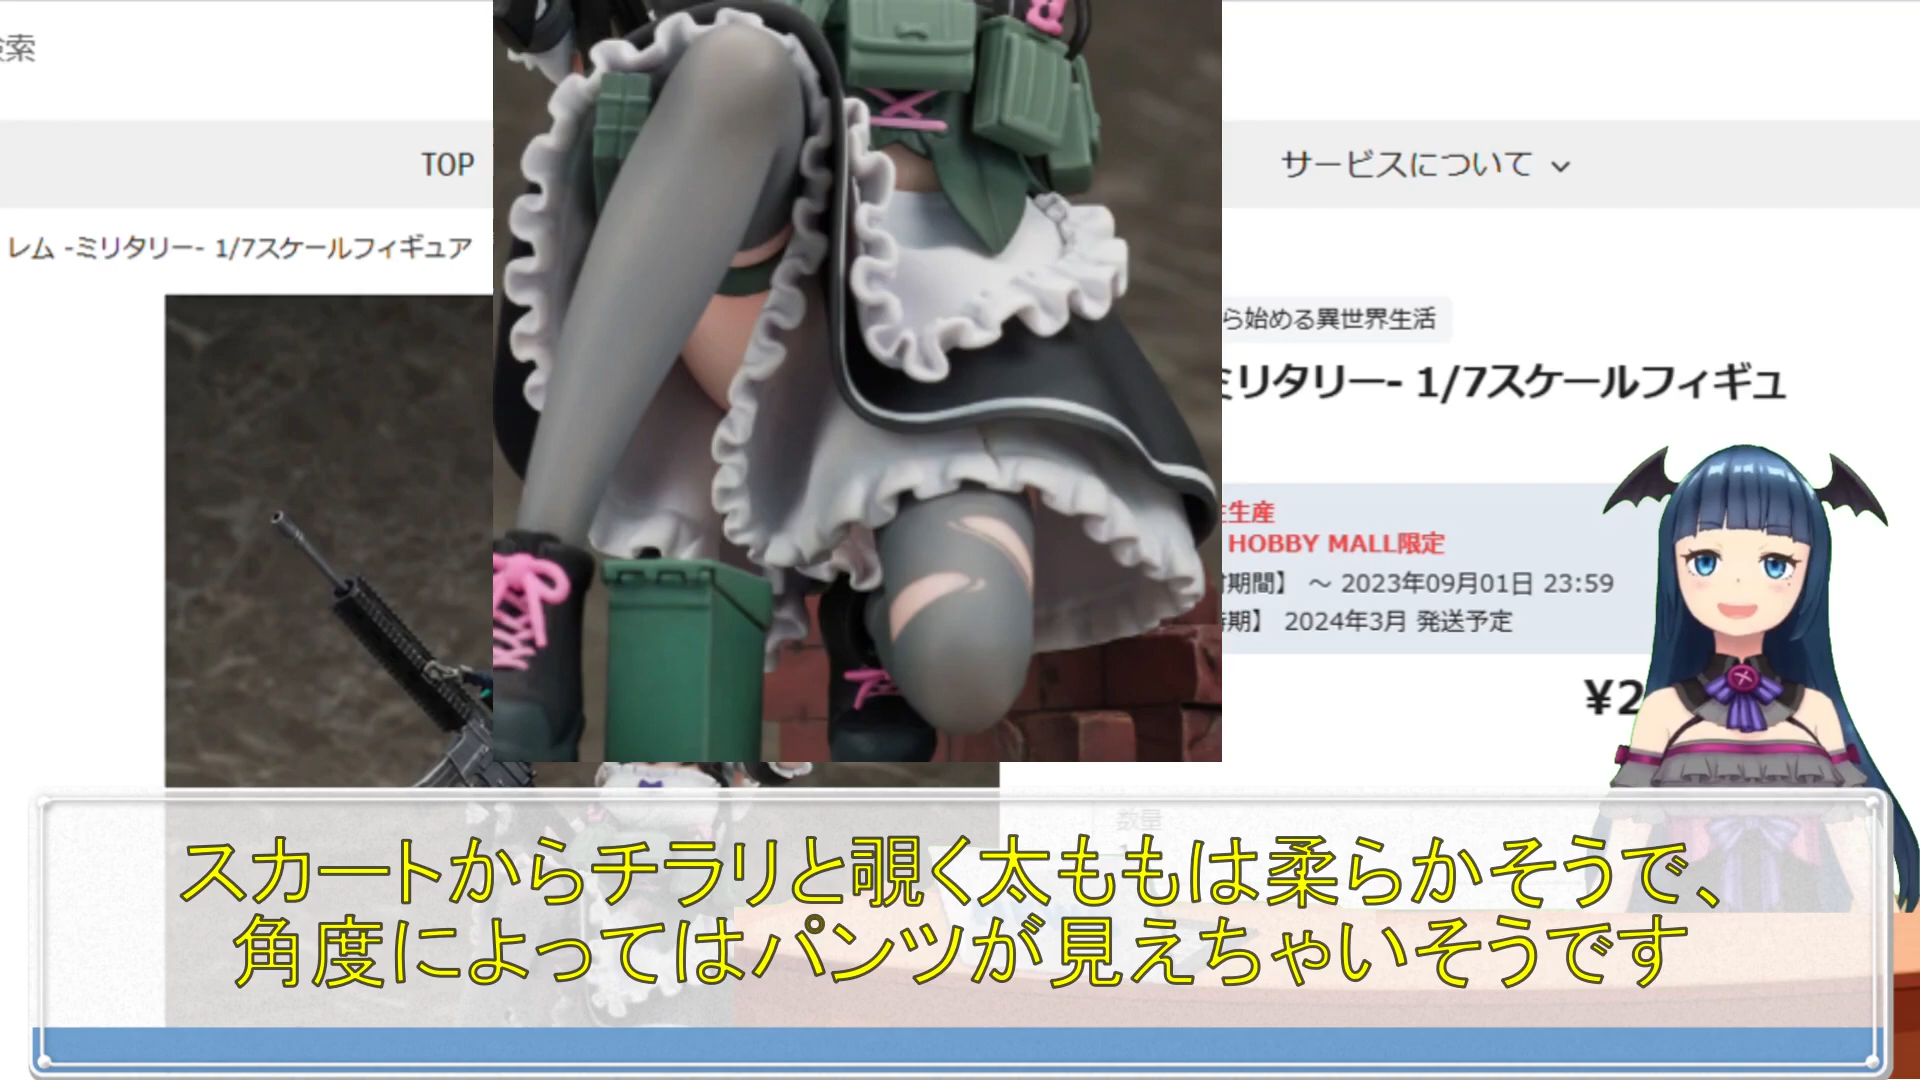 索
TOP
サービスについて
レム -ミリタリー- 1/7スケールフィギュア
ら始める異世界生活
ミリタリー- 1/7スケールフィギュ
生産
HOBBY MALL限定
期間】 ～ 2023年09月01日 23:59
期】 2024年3月 発送予定
¥2
数量
スカートからチラリと覗く太ももは柔らかそうで、
角度によってはパンツが見えちゃいそうです